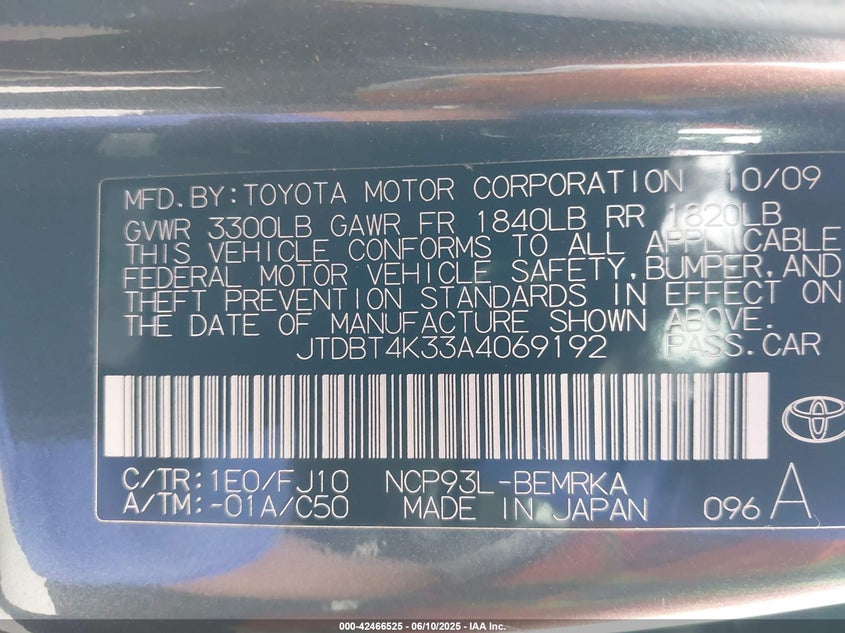 MFD. BY: TOYOTA MOTOR CORPORATION 10/09
GVWR 3300LB GAWR FR 1840LB RR 1820LB
THIS VEHICLE CONFORMS TO ALL APPLICABLE
FEDERAL MOTOR VEHICLE SAFETY, BUMPER, AND
THEFT PREVENTION STANDARDS IN EFFECT ON
THE DATE OF MANUFACTURE SHOWN ABOVE.
JTDBT4K33A4069192 PASS. CAR
C/TR: 1E0/FJ10 NCP93L-BEMRKA
A/TM: -01A/C50 MADE IN JAPAN 096 A
000-42466525 - 06/10/2025 - IAA Inc.